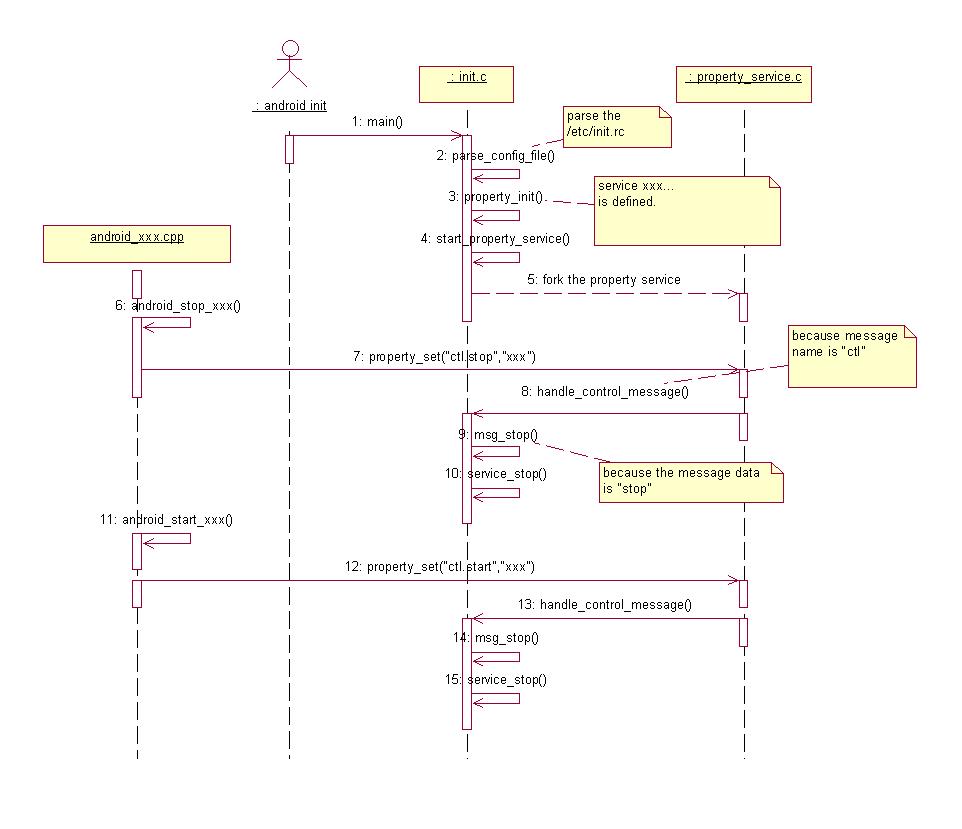 : init.c
: property_service.c
: android init
parse the
/etc/init.rc
1: main()
2: parse_config_file()
service xxx...
is defined.
3: property_init()
android_xxx.cpp
4: start_property_service()
5: fork the property service
6: android_stop_xxx()
because message
name is "ctl"
7: property_set("ctl.stop","xxx")
8: handle_control_message()
9: msg_stop()
because the message data
is "stop"
10: service_stop()
11: android_start_xxx()
12: property_set("ctl.start","xxx")
13: handle_control_message()
14: msg_stop()
15: service_stop()